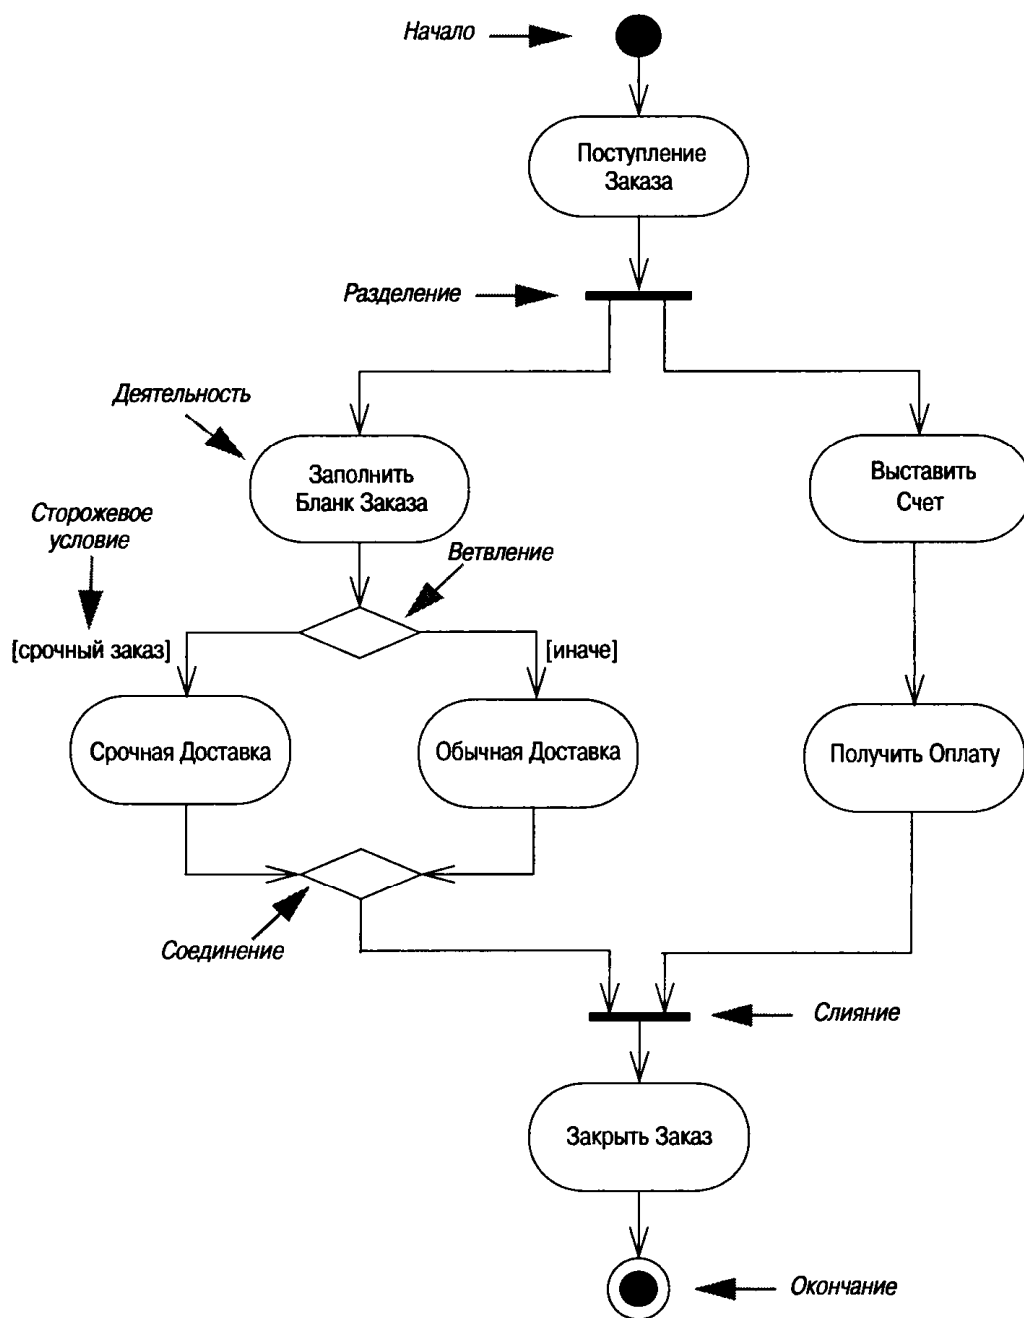 Начало
Поступление
Заказа
Разделение
Деятельность
Заполнить
Бланк Заказа
Выставить
Счет
Сторожевое
условие
Ветвление
[срочный заказ]
[иначе]
Срочная Доставка
Обычная Доставка
Получить Оплату
Соединение
Слияние
Закрыть Заказ
Окончание